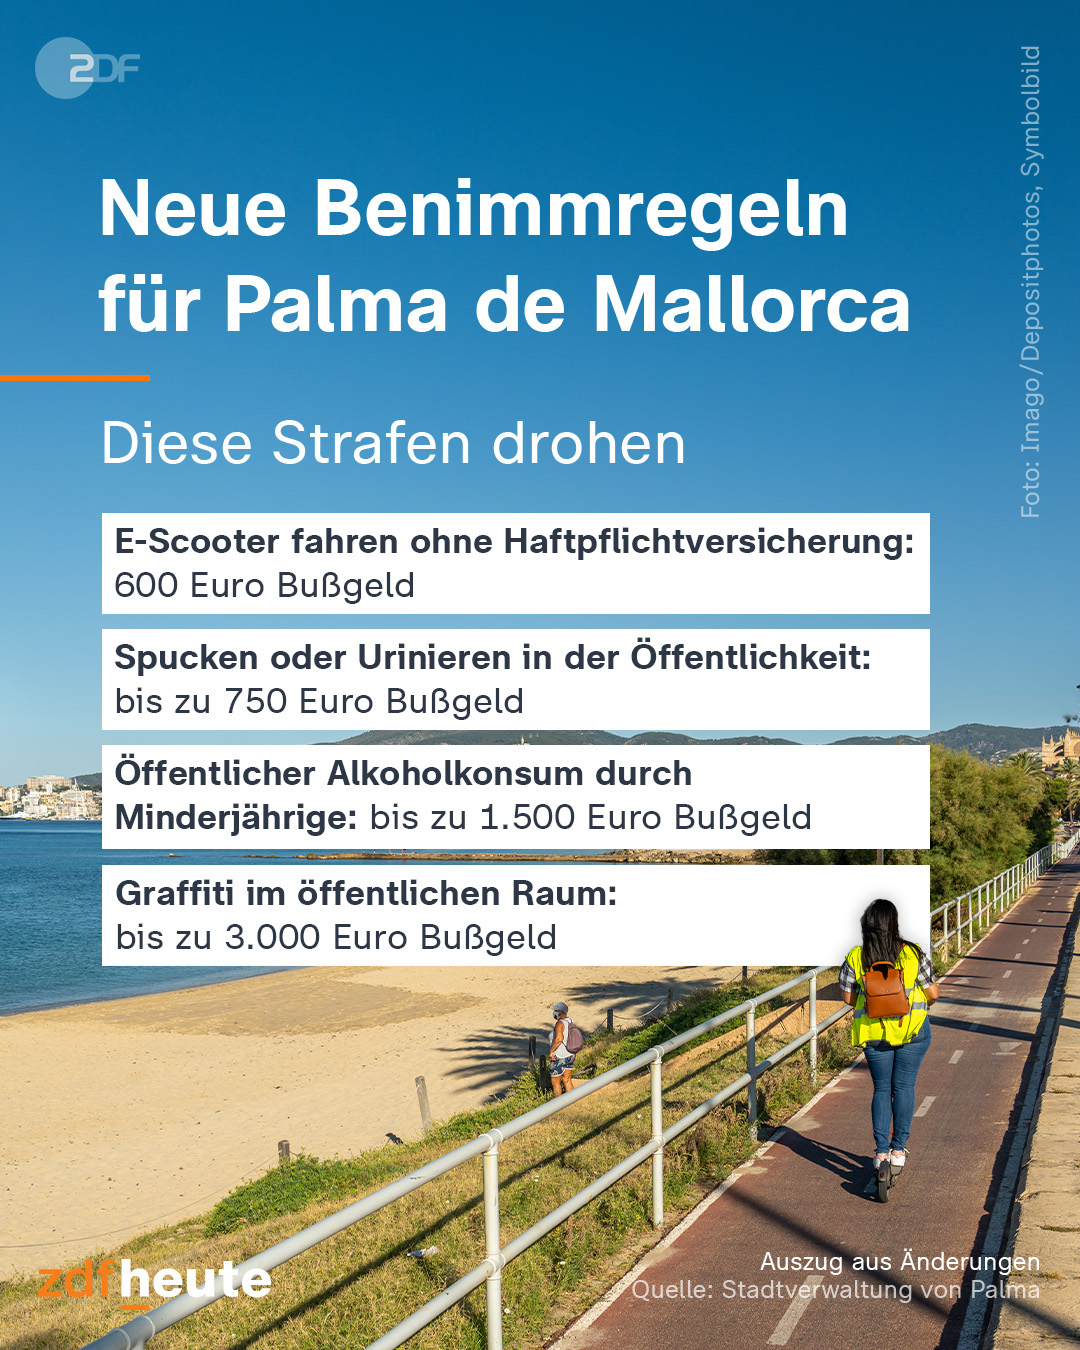 ZDF
Foto: Imago/Depositphotos, Symbolbild
Neue Benimmregeln
für Palma de Mallorca
Diese Strafen drohen
E-Scooter fahren ohne Haftpflichtversicherung:
600 Euro Bußgeld
Spucken oder Urinieren in der Öffentlichkeit:
bis zu 750 Euro Bußgeld
Öffentlicher Alkoholkonsum durch
Minderjährige: bis zu 1.500 Euro Bußgeld
Graffiti im öffentlichen Raum:
bis zu 3.000 Euro Bußgeld
zdfheute
Auszug aus Änderungen
Quelle: Stadtverwaltung von Palma